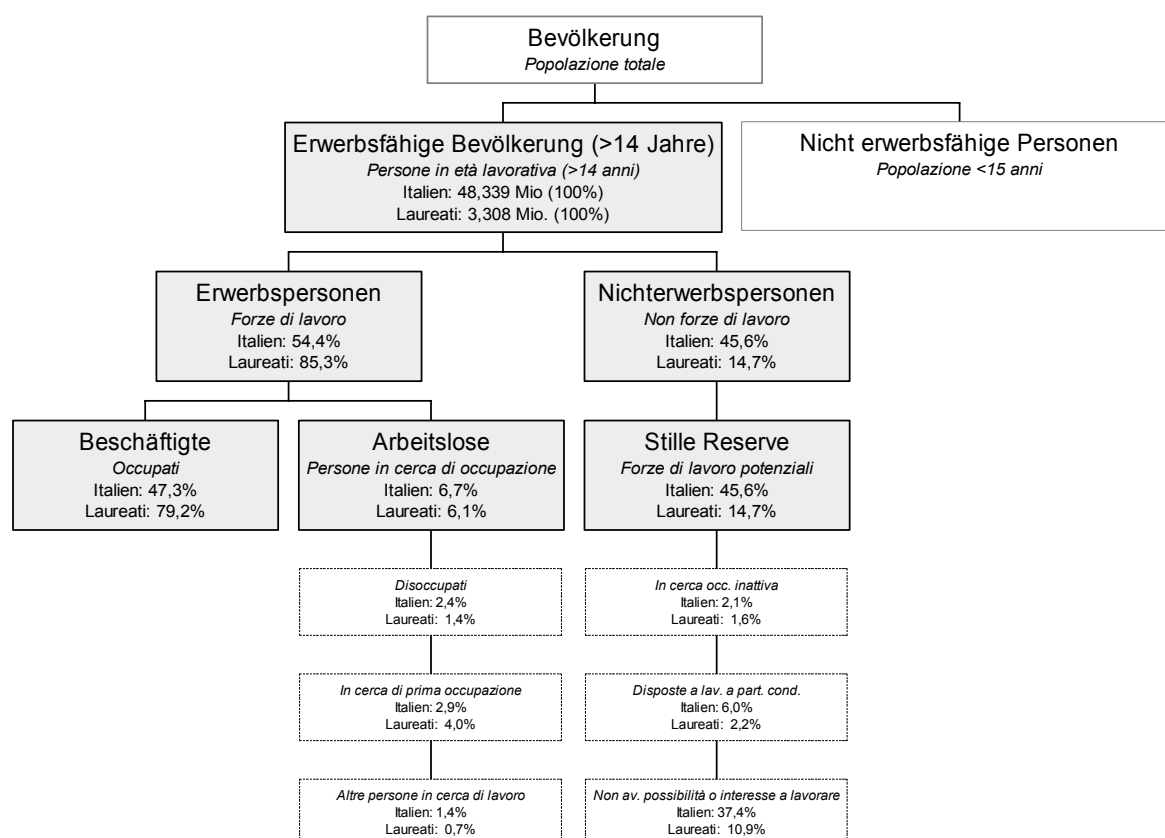 Bevölkerung
Popolazione totale
Erwerbsfähige Bevölkerung (>14 Jahre)
Persone in età lavorativa (>14 anni)
Italien: 48,339 Mio (100%)
Laureati: 3,308 Mio. (100%)
Nicht erwerbsfähige Personen
Popolazione <15 anni
Erwerbspersonen
Forze di lavoro
Italien: 54,4%
Laureati: 85,3%
Nichterwerbspersonen
Non forze di lavoro
Italien: 45,6%
Laureati: 14,7%
Beschäftigte
Occupati
Italien: 47,3%
Laureati: 79,2%
Arbeitslose
Persone in cerca di occupazione
Italien: 6,7%
Laureati: 6,1%
Stille Reserve
Forze di lavoro potenziali
Italien: 45,6%
Laureati: 14,7%
Disoccupati
Italien: 2,4%
Laureati: 1,4%
In cerca occ. inattiva
Italien: 2,1%
Laureati: 1,6%
In cerca di prima occupazione
Italien: 2,9%
Laureati: 4,0%
Disposte a lav. a part. cond.
Italien: 6,0%
Laureati: 2,2%
Altre persone in cerca di lavoro
Italien: 1,4%
Laureati: 0,7%
Non av. possibilità o interesse a lavorare
Italien: 37,4%
Laureati: 10,9%